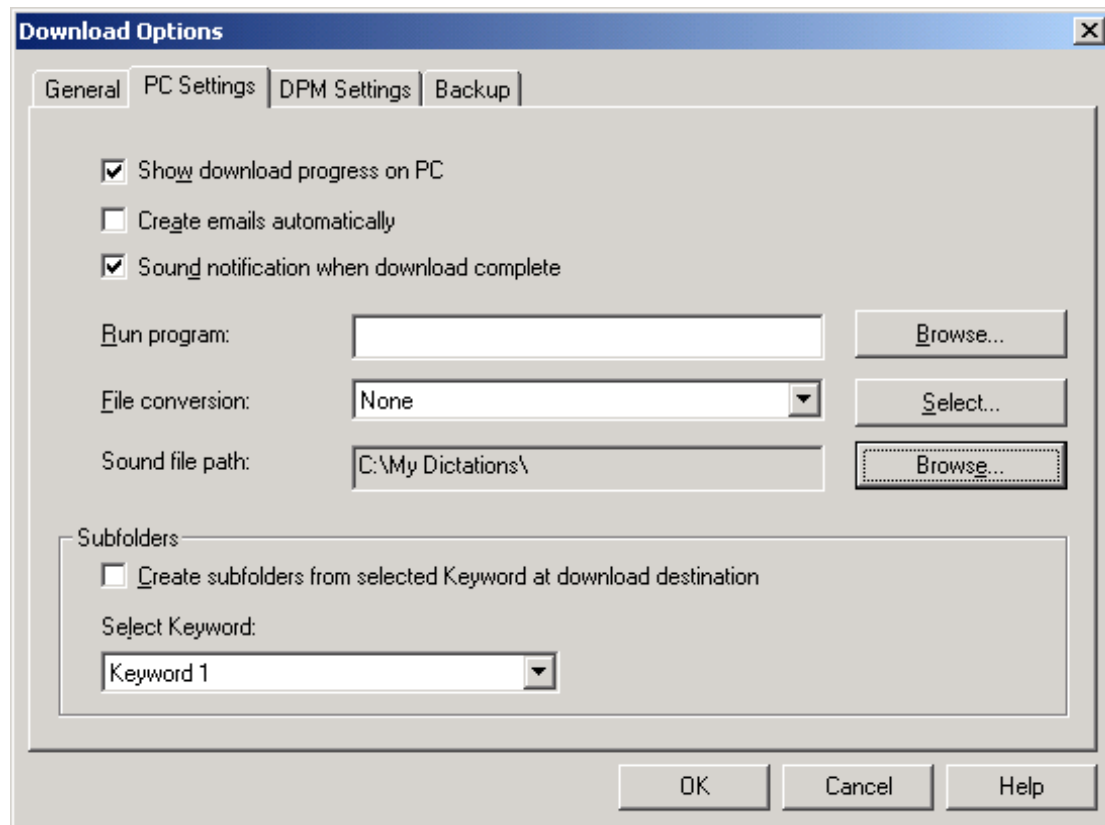 Download Options
General PC Settings DPM Settings Backup
Show download progress on PC
Create emails automatically
Sound notification when download complete
Run program: Browse...
File conversion: None Select...
Sound file path: C:\My Dictations\ Browse...
Subfolders
Create subfolders from selected Keyword at download destination
Select Keyword:
Keyword 1
OK Cancel Help